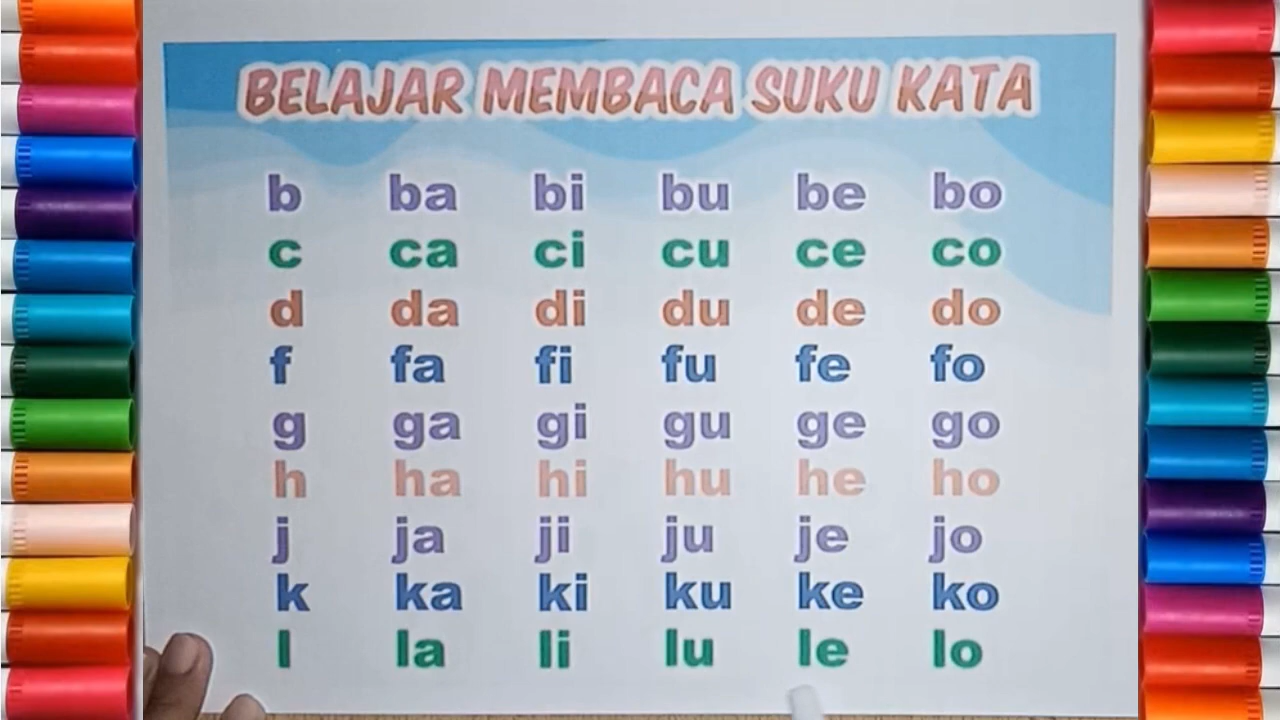 BELAJAR MEMBACA SUKU KATA
b ba bi bu be bo
c ca ci cu ce co
d da di du de do
f fa fi fu fe fo
g ga gi gu ge go
h ha hi hu he ho
j ja ji ju je jo
k ka ki ku ke ko
l la li lu le lo